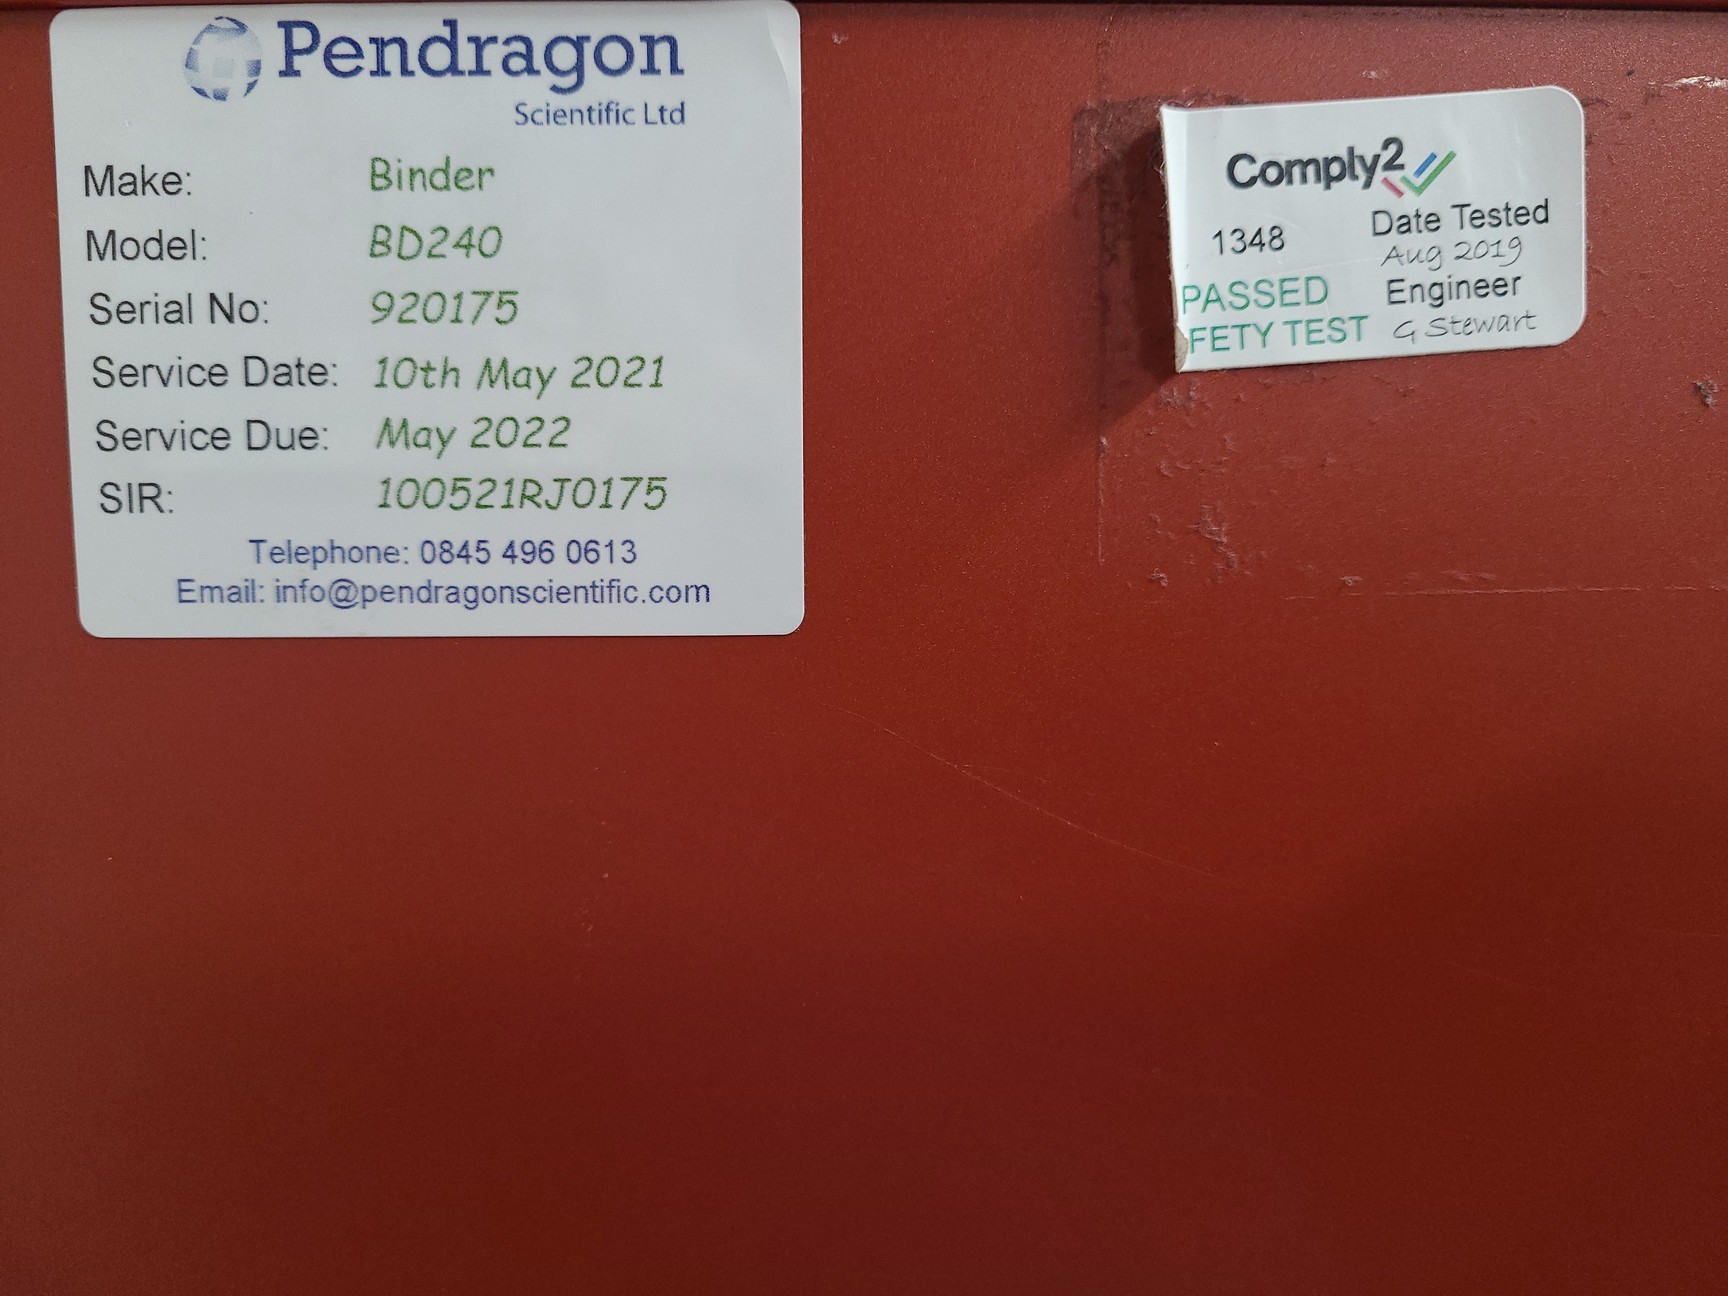 Pendragon
Scientific Ltd
Make: Binder
Model: BD240
Serial No: 920175
Service Date: 10th May 2021
Service Due: May 2022
SIR: 100521RJ0175
Telephone: 0845 496 0613
Email: info@pendragonscientific.com
Comply2
1348 Date Tested
Aug 2019
PASSED Engineer
FETY TEST G Stewart